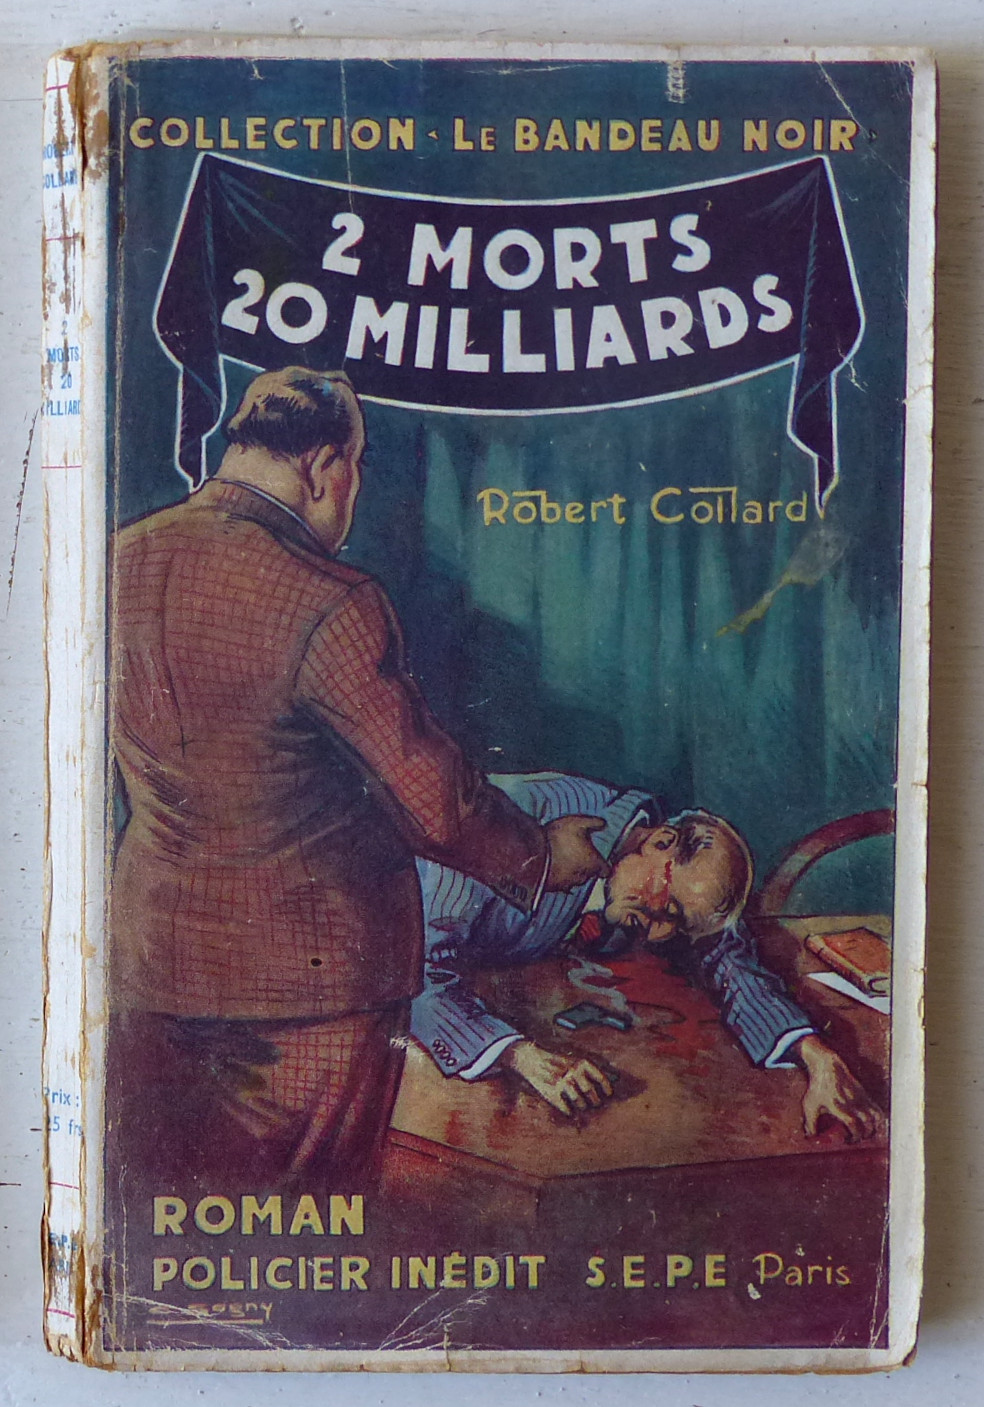 COLLECTION « LE BANDEAU NOIR »
2 MORTS
20 MILLIARDS
Robert Collard
ROMAN
POLICIER INÉDIT S.E.P.E Paris
2
MORTS
20
Prix :